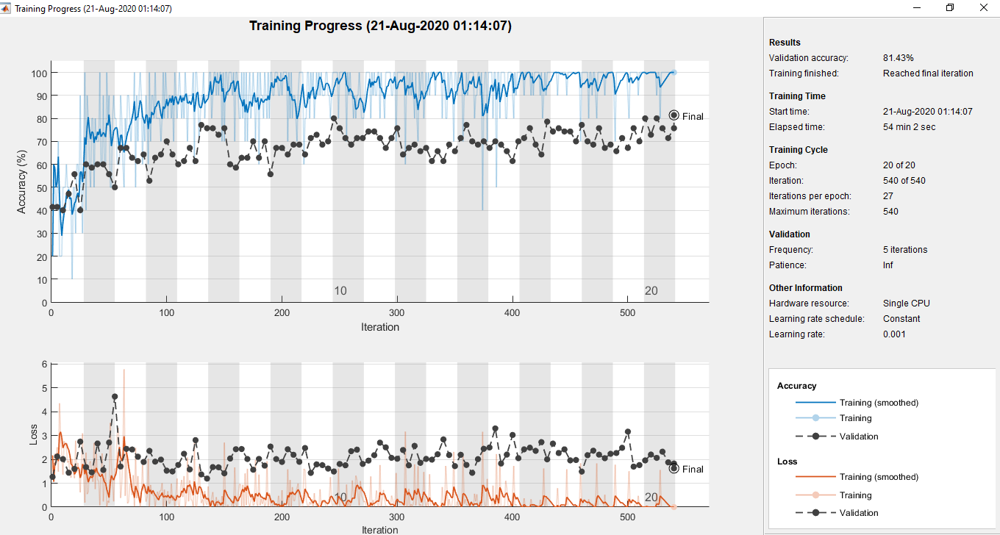 Training Progress (21-Aug-2020 01:14:07)
Training Progress (21-Aug-2020 01:14:07)
100
90
80
70
60
50
40
30
20
10
0
Accuracy (%)
Final
10
20
0 100 200 300 400 500
Iteration
6
5
4
3
2
1
0
Loss
Final
10
20
0 100 200 300 400 500
Iteration
Results
Validation accuracy: 81.43%
Training finished: Reached final iteration
Training Time
Start time: 21-Aug-2020 01:14:07
Elapsed time: 54 min 2 sec
Training Cycle
Epoch: 20 of 20
Iteration: 540 of 540
Iterations per epoch: 27
Maximum iterations: 540
Validation
Frequency: 5 iterations
Patience: Inf
Other Information
Hardware resource: Single CPU
Learning rate schedule: Constant
Learning rate: 0.001
Accuracy
Training (smoothed)
Training
Validation
Loss
Training (smoothed)
Training
Validation